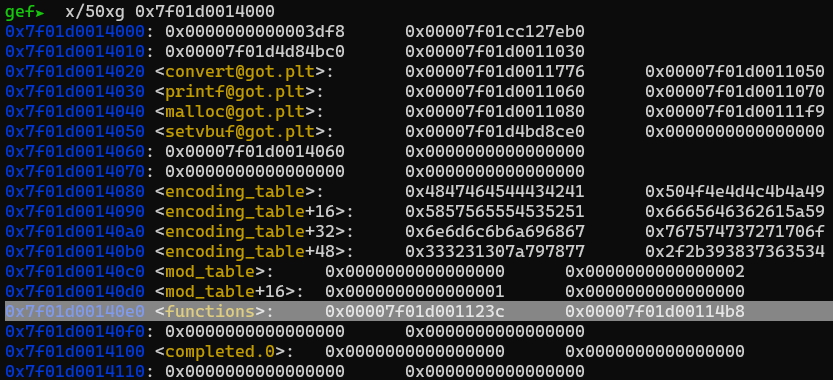 gef➤  x/50xg 0x7f01d0014000
0x7f01d0014000: 0x0000000000003df8 0x00007f01cc127eb0
0x7f01d0014010: 0x00007f01d4d84bc0 0x00007f01d0011030
0x7f01d0014020 <convert@got.plt>: 0x00007f01d0011776 0x00007f01d0011050
0x7f01d0014030 <printf@got.plt>: 0x00007f01d0011060 0x00007f01d0011070
0x7f01d0014040 <malloc@got.plt>: 0x00007f01d0011080 0x00007f01d00111f9
0x7f01d0014050 <setvbuf@got.plt>: 0x00007f01d4bd8ce0 0x0000000000000000
0x7f01d0014060: 0x00007f01d0014060 0x0000000000000000
0x7f01d0014070: 0x0000000000000000 0x0000000000000000
0x7f01d0014080 <encoding_table>: 0x4847464544434241 0x504f4e4d4c4b4a49
0x7f01d0014090 <encoding_table+16>: 0x5857565554535251 0x6665646362615a59
0x7f01d00140a0 <encoding_table+32>: 0x6e6d6c6b6a696867 0x767574737271706f
0x7f01d00140b0 <encoding_table+48>: 0x333231307a797877 0x2f2b393837363534
0x7f01d00140c0 <mod_table>: 0x0000000000000000 0x0000000000000002
0x7f01d00140d0 <mod_table+16>: 0x0000000000000001 0x0000000000000000
0x7f01d00140e0 <functions>: 0x00007f01d001123c 0x00007f01d00114b8
0x7f01d00140f0: 0x0000000000000000 0x0000000000000000
0x7f01d0014100 <completed.0>: 0x0000000000000000 0x0000000000000000
0x7f01d0014110: 0x0000000000000000 0x0000000000000000